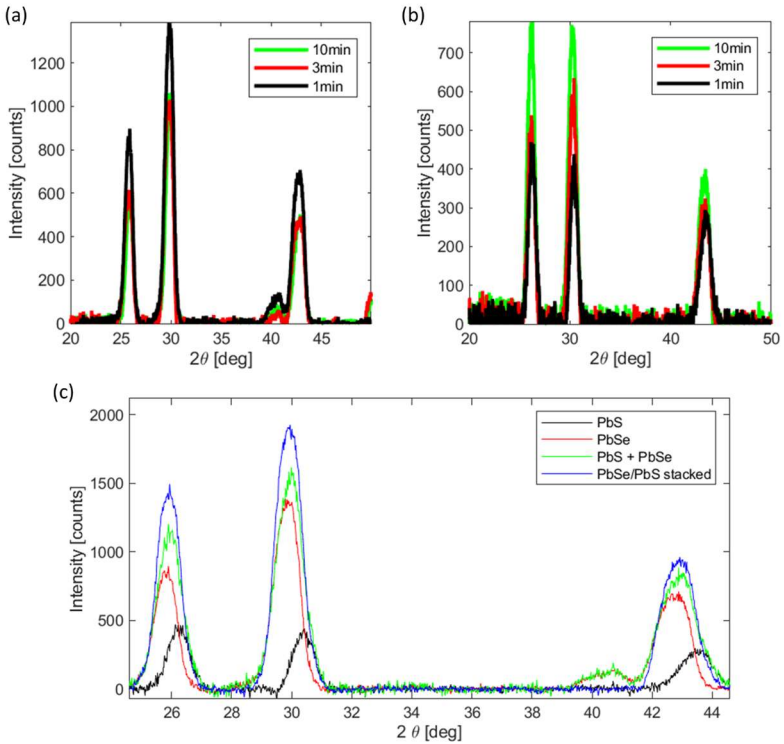 (a)
1400
1200
1000
800
600
400
200
0
Intensity [counts]
10min
3min
1min
20 25 30 35 40 45
2θ [deg]
(b)
700
600
500
400
300
200
100
0
Intensity [counts]
10min
3min
1min
20 30 40 50
2θ [deg]
(c)
2000
1500
1000
500
0
Intensity [counts]
PbS
PbSe
PbS + PbSe
PbSe/PbS stacked
26 28 30 32 34 36 38 40 42 44
2 θ [deg]